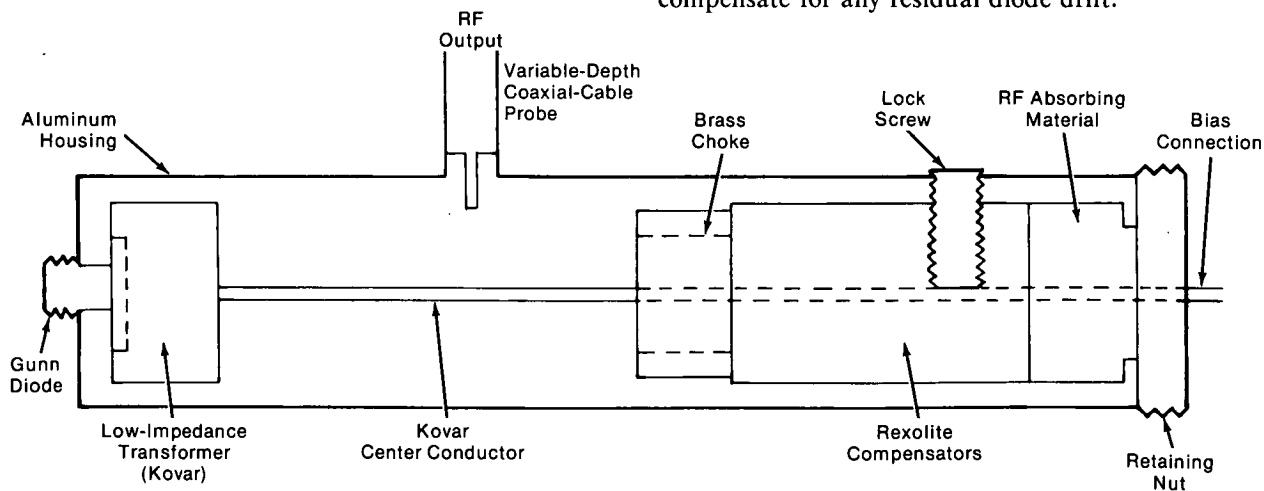 compensate for any residual diode drift.
RF
Output
Variable-Depth
Coaxial-Cable
Probe
Aluminum
Housing
Brass
Choke
Lock
Screw
RF Absorbing
Material
Bias
Connection
Gunn
Diode
Low-Impedance
Transformer
(Kovar)
Kovar
Center Conductor
Rexolite
Compensators
Retaining
Nut